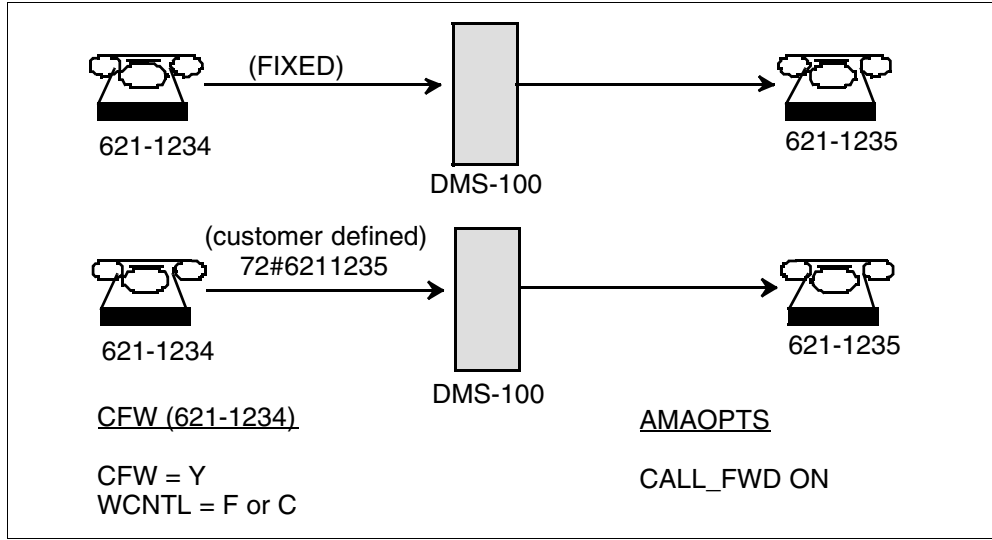 (FIXED)
621-1234
DMS-100
621-1235
(customer defined)
72#6211235
621-1234
DMS-100
621-1235
CFW (621-1234)
AMAOPTS
CFW = Y
WCNTL = F or C
CALL_FWD ON